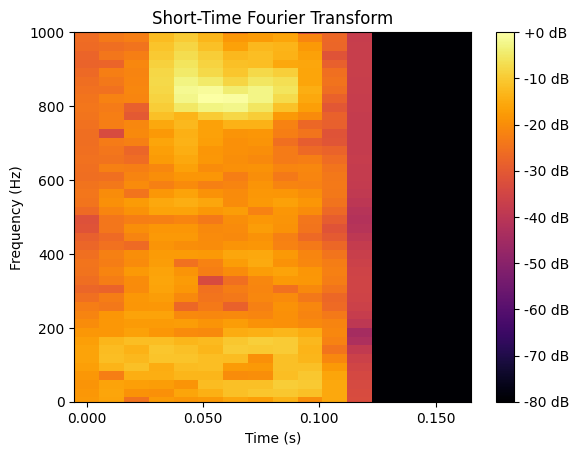 Short-Time Fourier Transform
1000
800
600
400
200
0
Frequency (Hz)
0.000
0.050
0.100
0.150
Time (s)
+0 dB
-10 dB
-20 dB
-30 dB
-40 dB
-50 dB
-60 dB
-70 dB
-80 dB